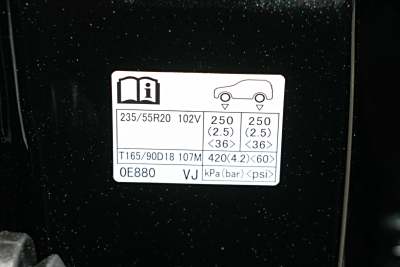 235/55R20 102V 250 250
(2.5) (2.5)
<36> <36>
T165/90D18 107M 420(4.2)<60>
0E880 VJ kPa(bar)<psi>